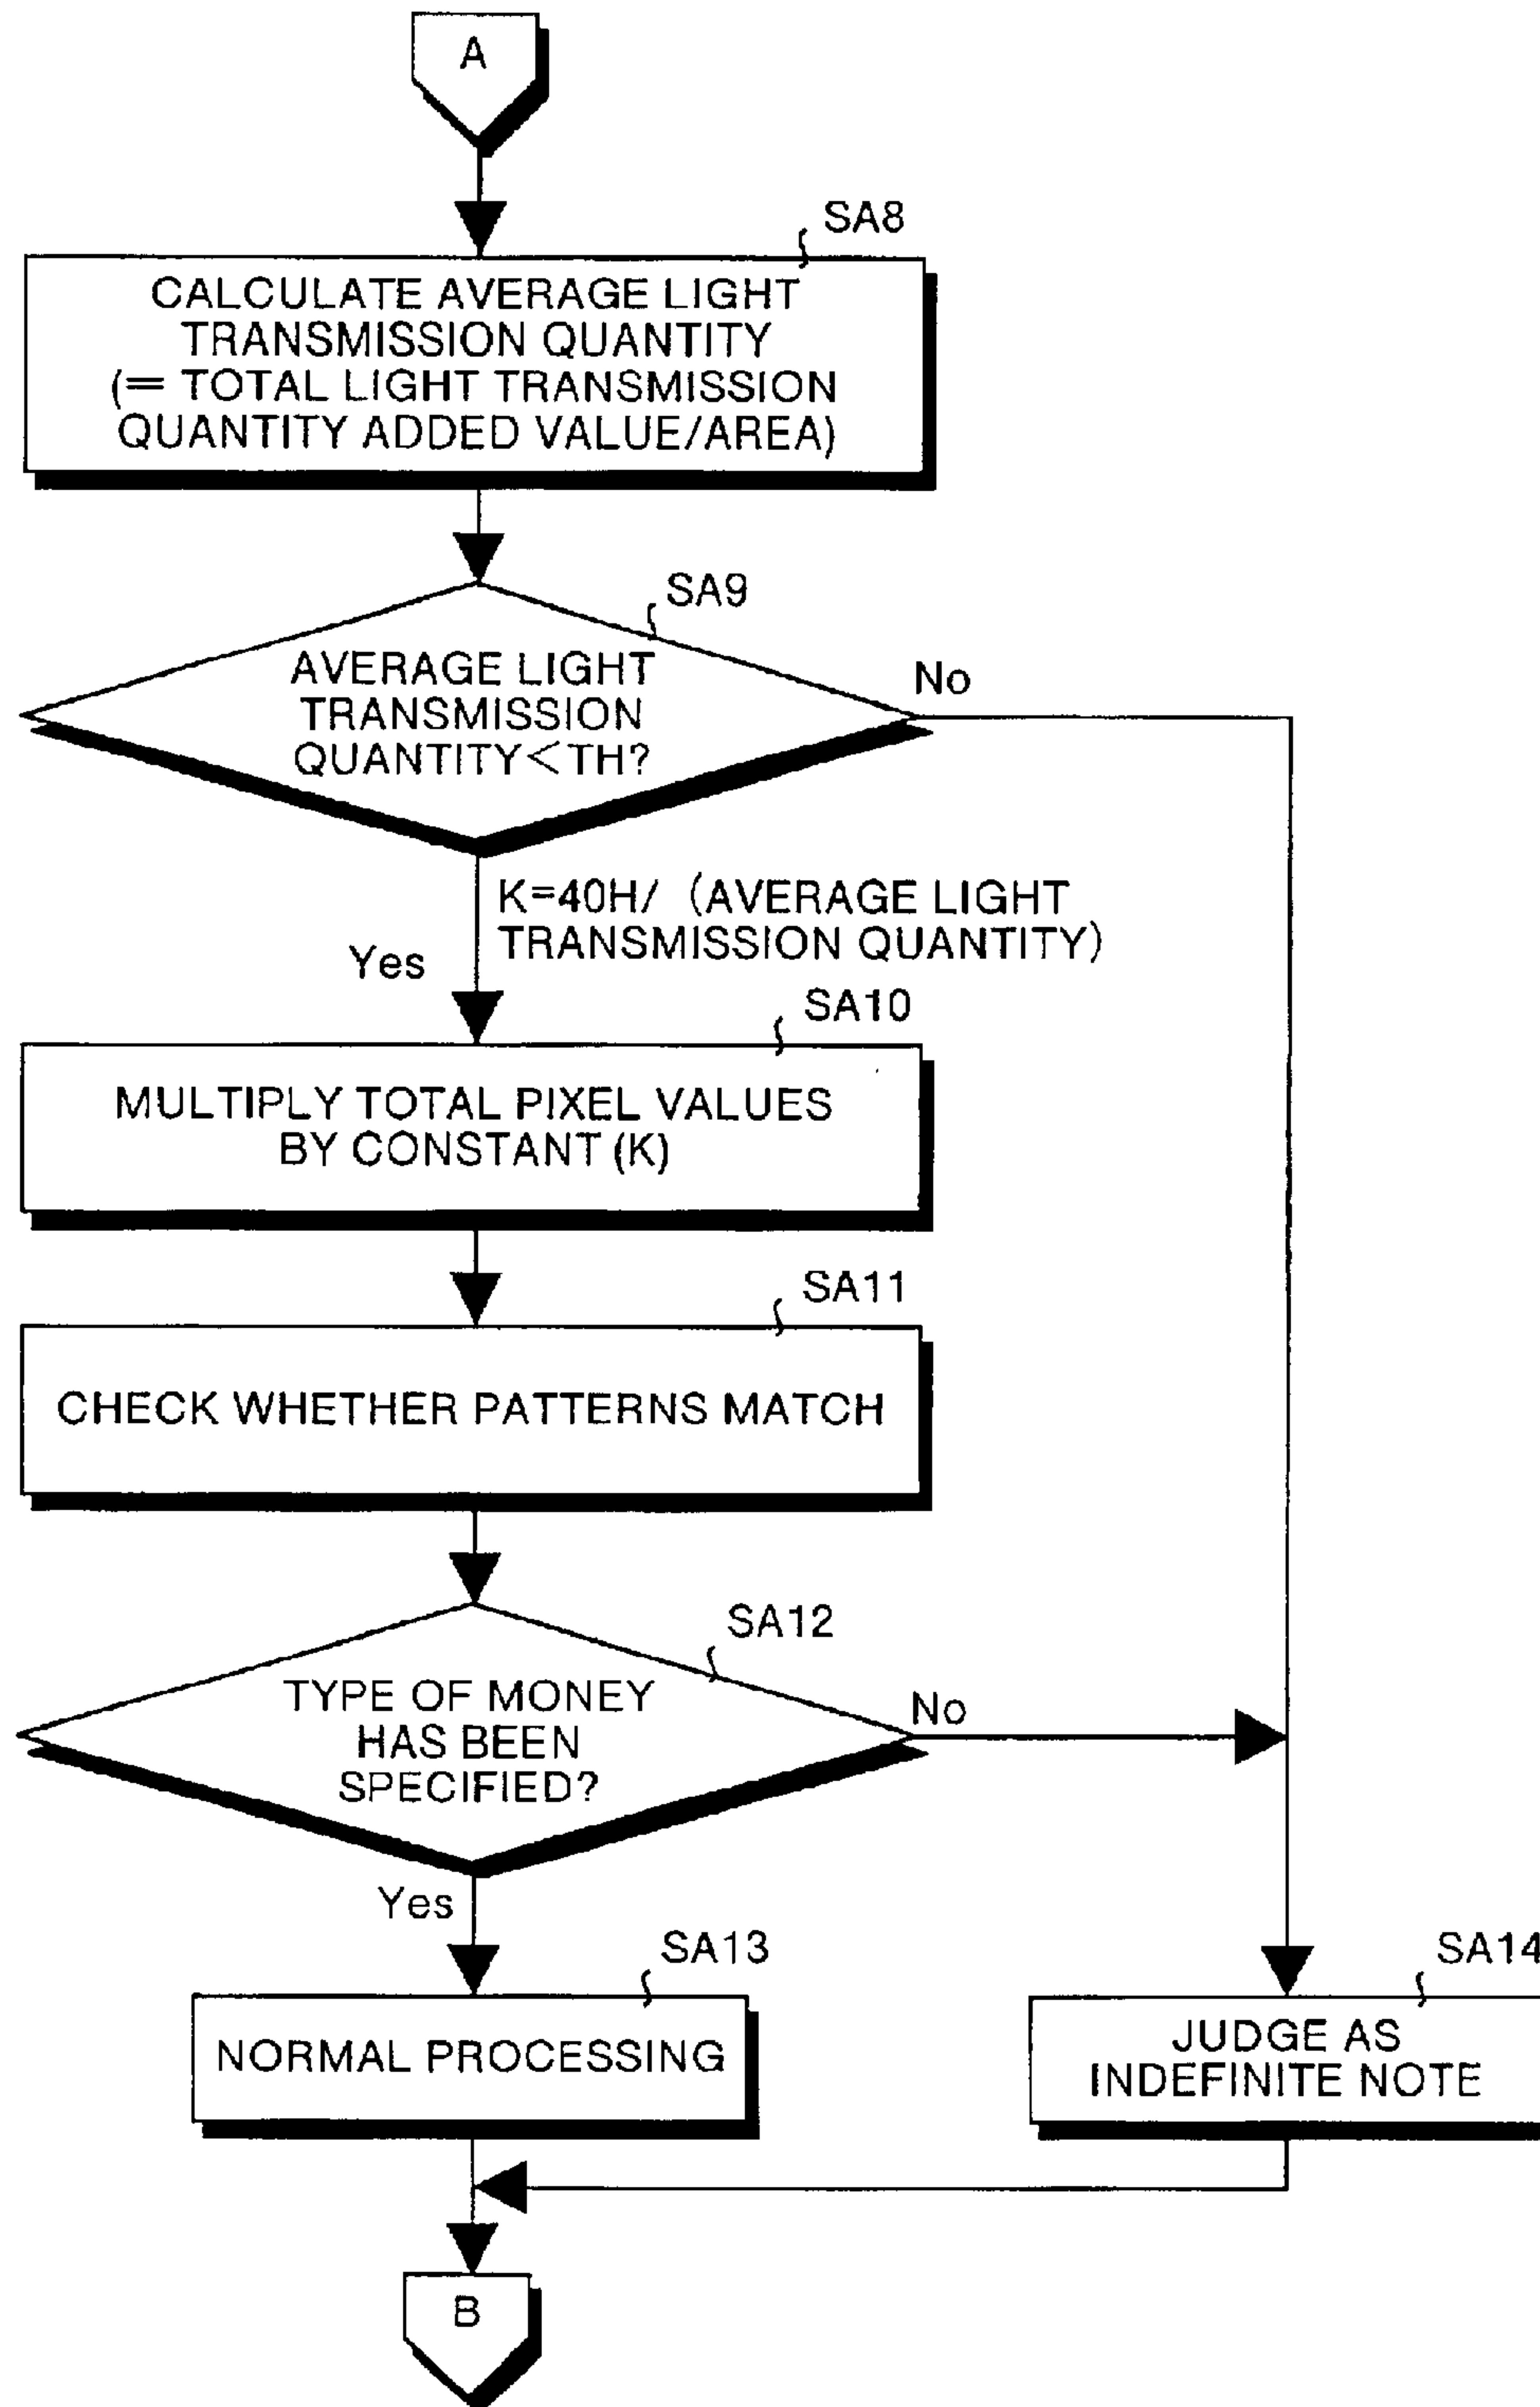 A
SA8
CALCULATE AVERAGE LIGHT
TRANSMISSION QUANTITY
(= TOTAL LIGHT TRANSMISSION
QUANTITY ADDED VALUE/AREA)
SA9
AVERAGE LIGHT
TRANSMISSION
QUANTITY<TH?
No
K=40H/ (AVERAGE LIGHT
TRANSMISSION QUANTITY)
Yes
SA10
MULTIPLY TOTAL PIXEL VALUES
BY CONSTANT (K)
SA11
CHECK WHETHER PATTERNS MATCH
SA12
TYPE OF MONEY
HAS BEEN
SPECIFIED?
No
Yes
SA13
NORMAL PROCESSING
SA14
JUDGE AS
INDEFINITE NOTE
B